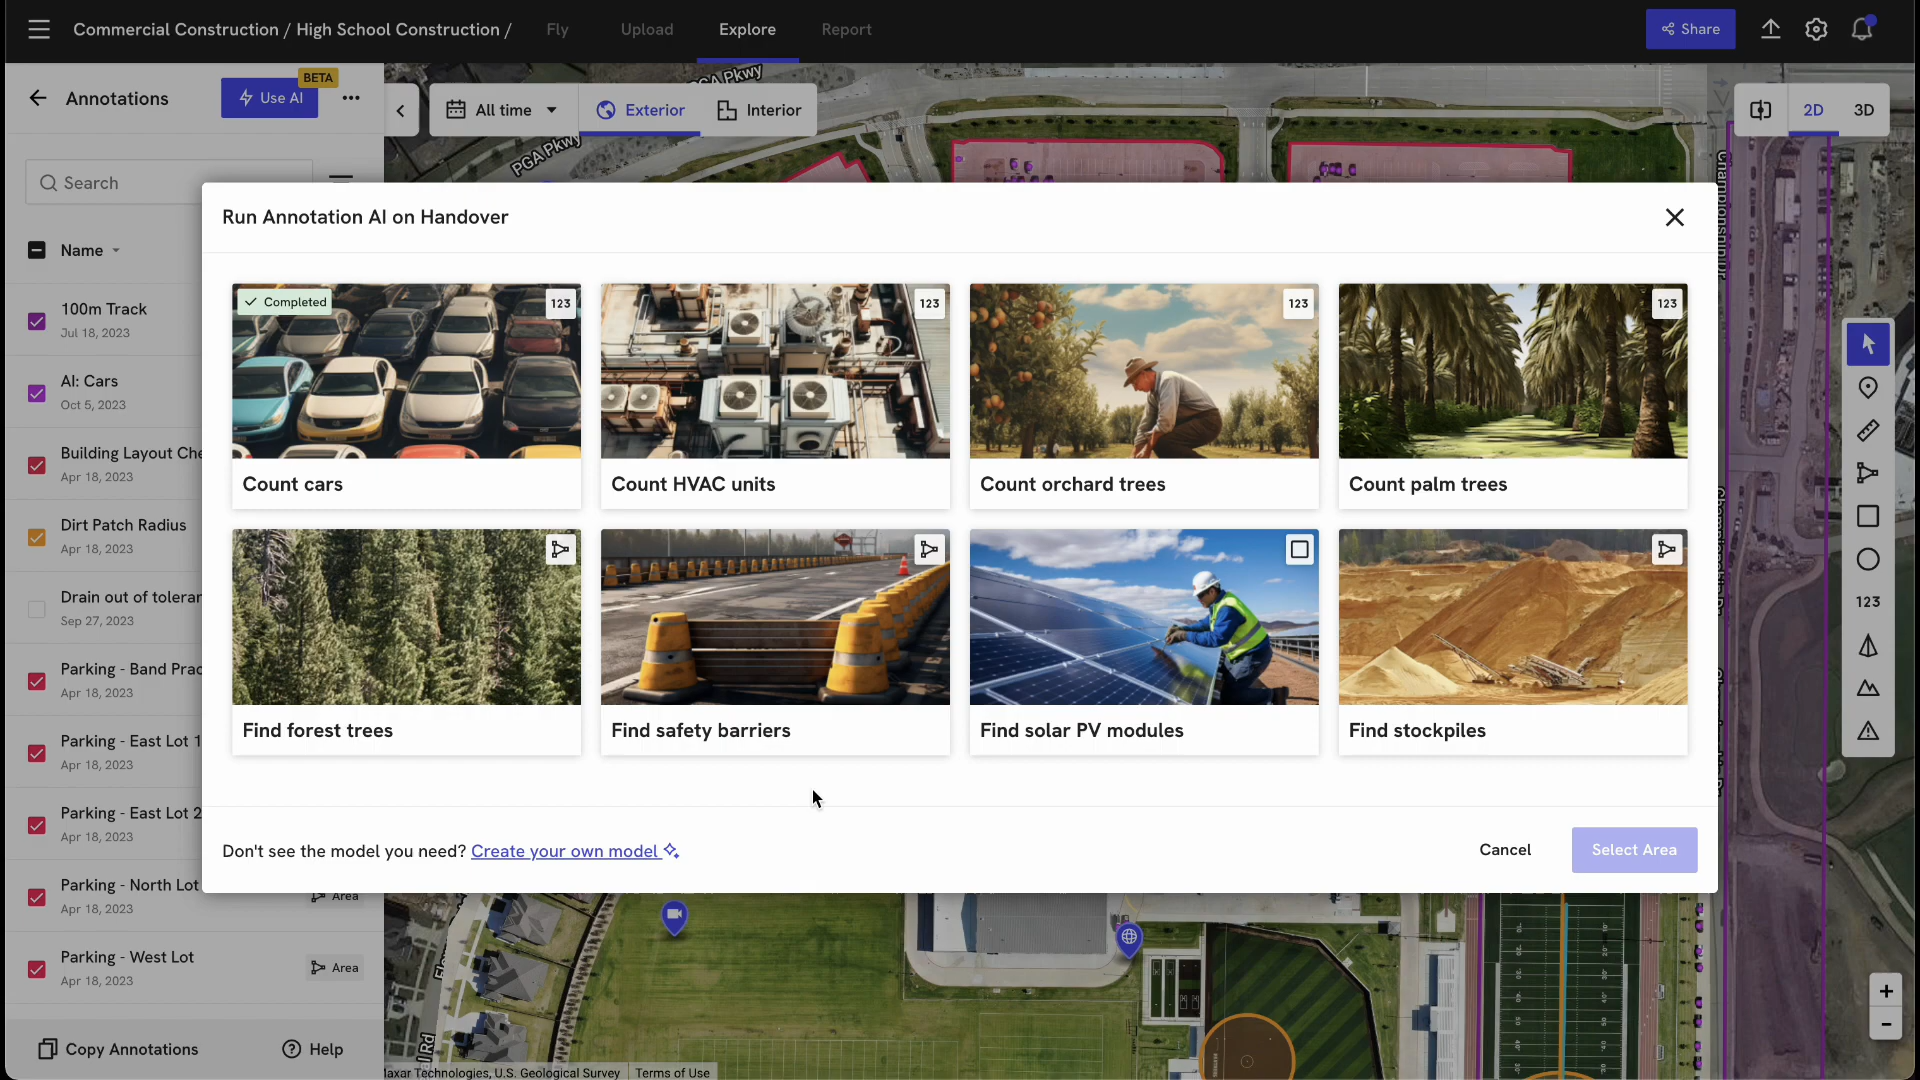 Commercial Construction / High School Construction /
Fly
Upload
Explore
Report
Share
Annotations
BETA
Use AI
All time
Exterior
Interior
2D
3D
PGA Pkwy
Search
Name
100m Track
Jul 18, 2023
AI: Cars
Oct 5, 2023
Building Layout Che
Apr 18, 2023
Dirt Patch Radius
Apr 18, 2023
Drain out of toleran
Sep 27, 2023
Parking - Band Prac
Apr 18, 2023
Parking - East Lot 1
Apr 18, 2023
Parking - East Lot 2
Apr 18, 2023
Parking - North Lot
Area
Apr 18, 2023
Parking - West Lot
Area
Apr 18, 2023
Copy Annotations
Help
Run Annotation AI on Handover
Completed
123
123
123
123
Count cars
Count HVAC units
Count orchard trees
Count palm trees
Find forest trees
Find safety barriers
Find solar PV modules
Find stockpiles
Don't see the model you need? Create your own model
Cancel
Select Area
123
Maxar Technologies, U.S. Geological Survey
Terms of Use